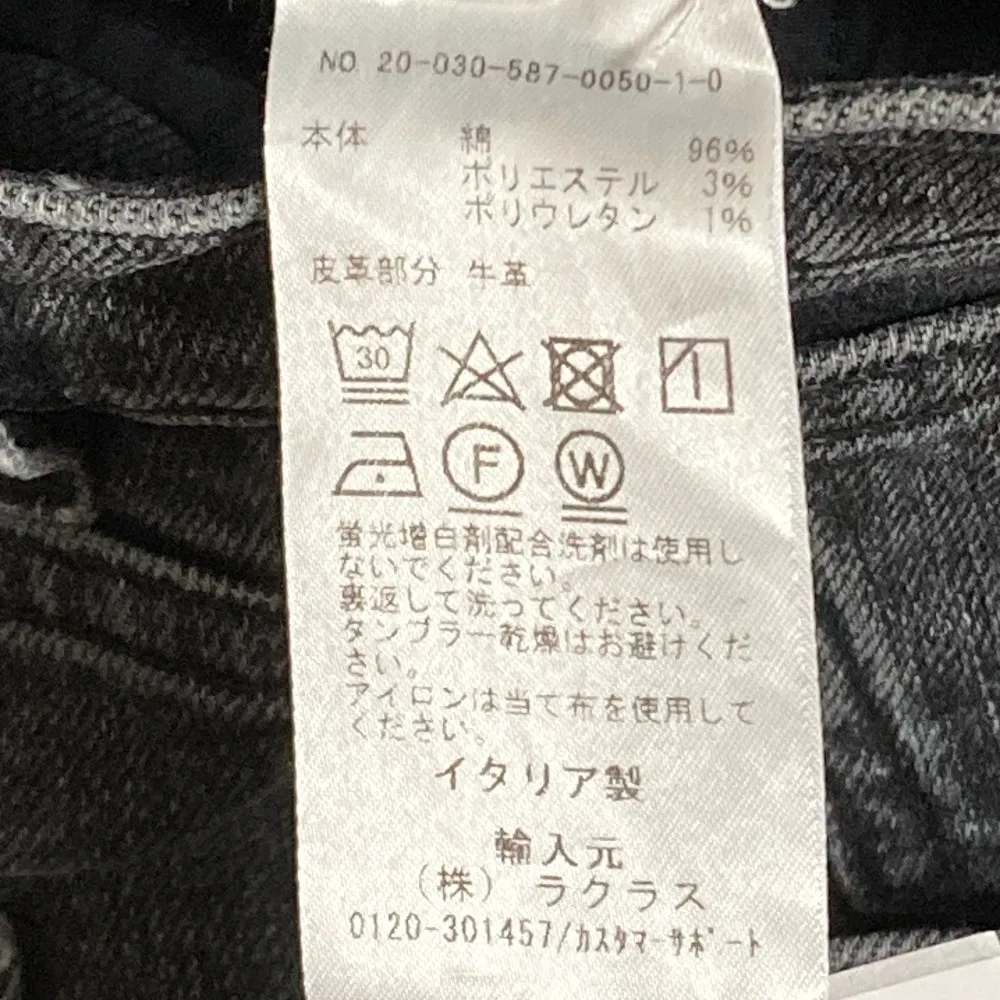 NO 20-030-587-0050-1-0
本体 綿 96%
ポリエステル 3%
ポリウレタン 1%
皮革部分 牛革
30
F W
蛍光増白剤配合洗剤は使用し
ないでください。
裏返して洗ってください。
タンブラー乾燥はお避けくだ
さい。
アイロンは当て布を使用して
ください。
イタリア製
輸入元
(株) ラクラス
0120-301457/ｶｽﾀﾏｰｻﾎﾟｰﾄ